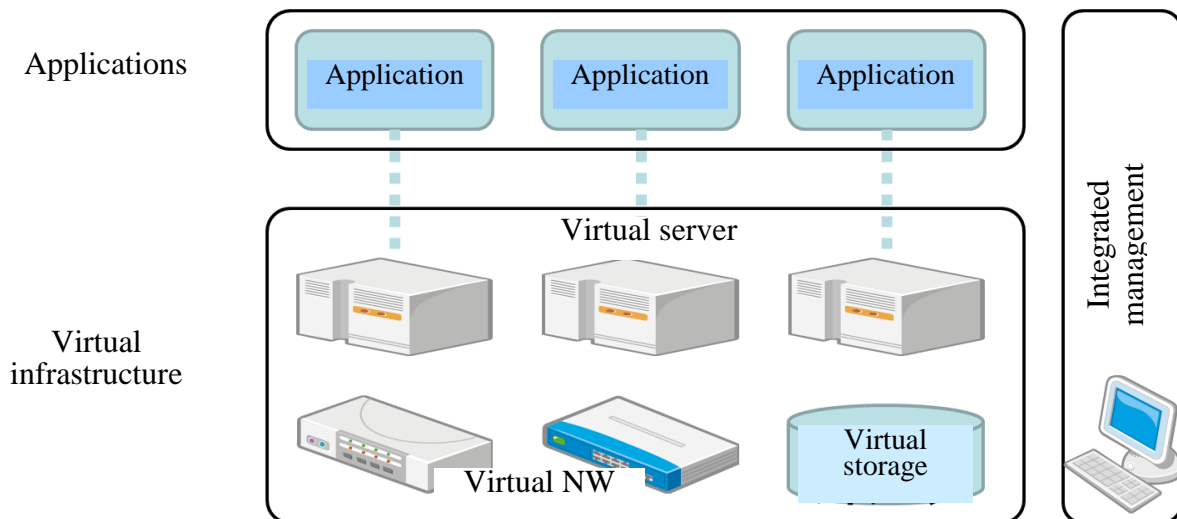 Applications
Application
Application
Application
Integrated
management
Virtual server
Virtual
infrastructure
Virtual NW
Virtual
storage